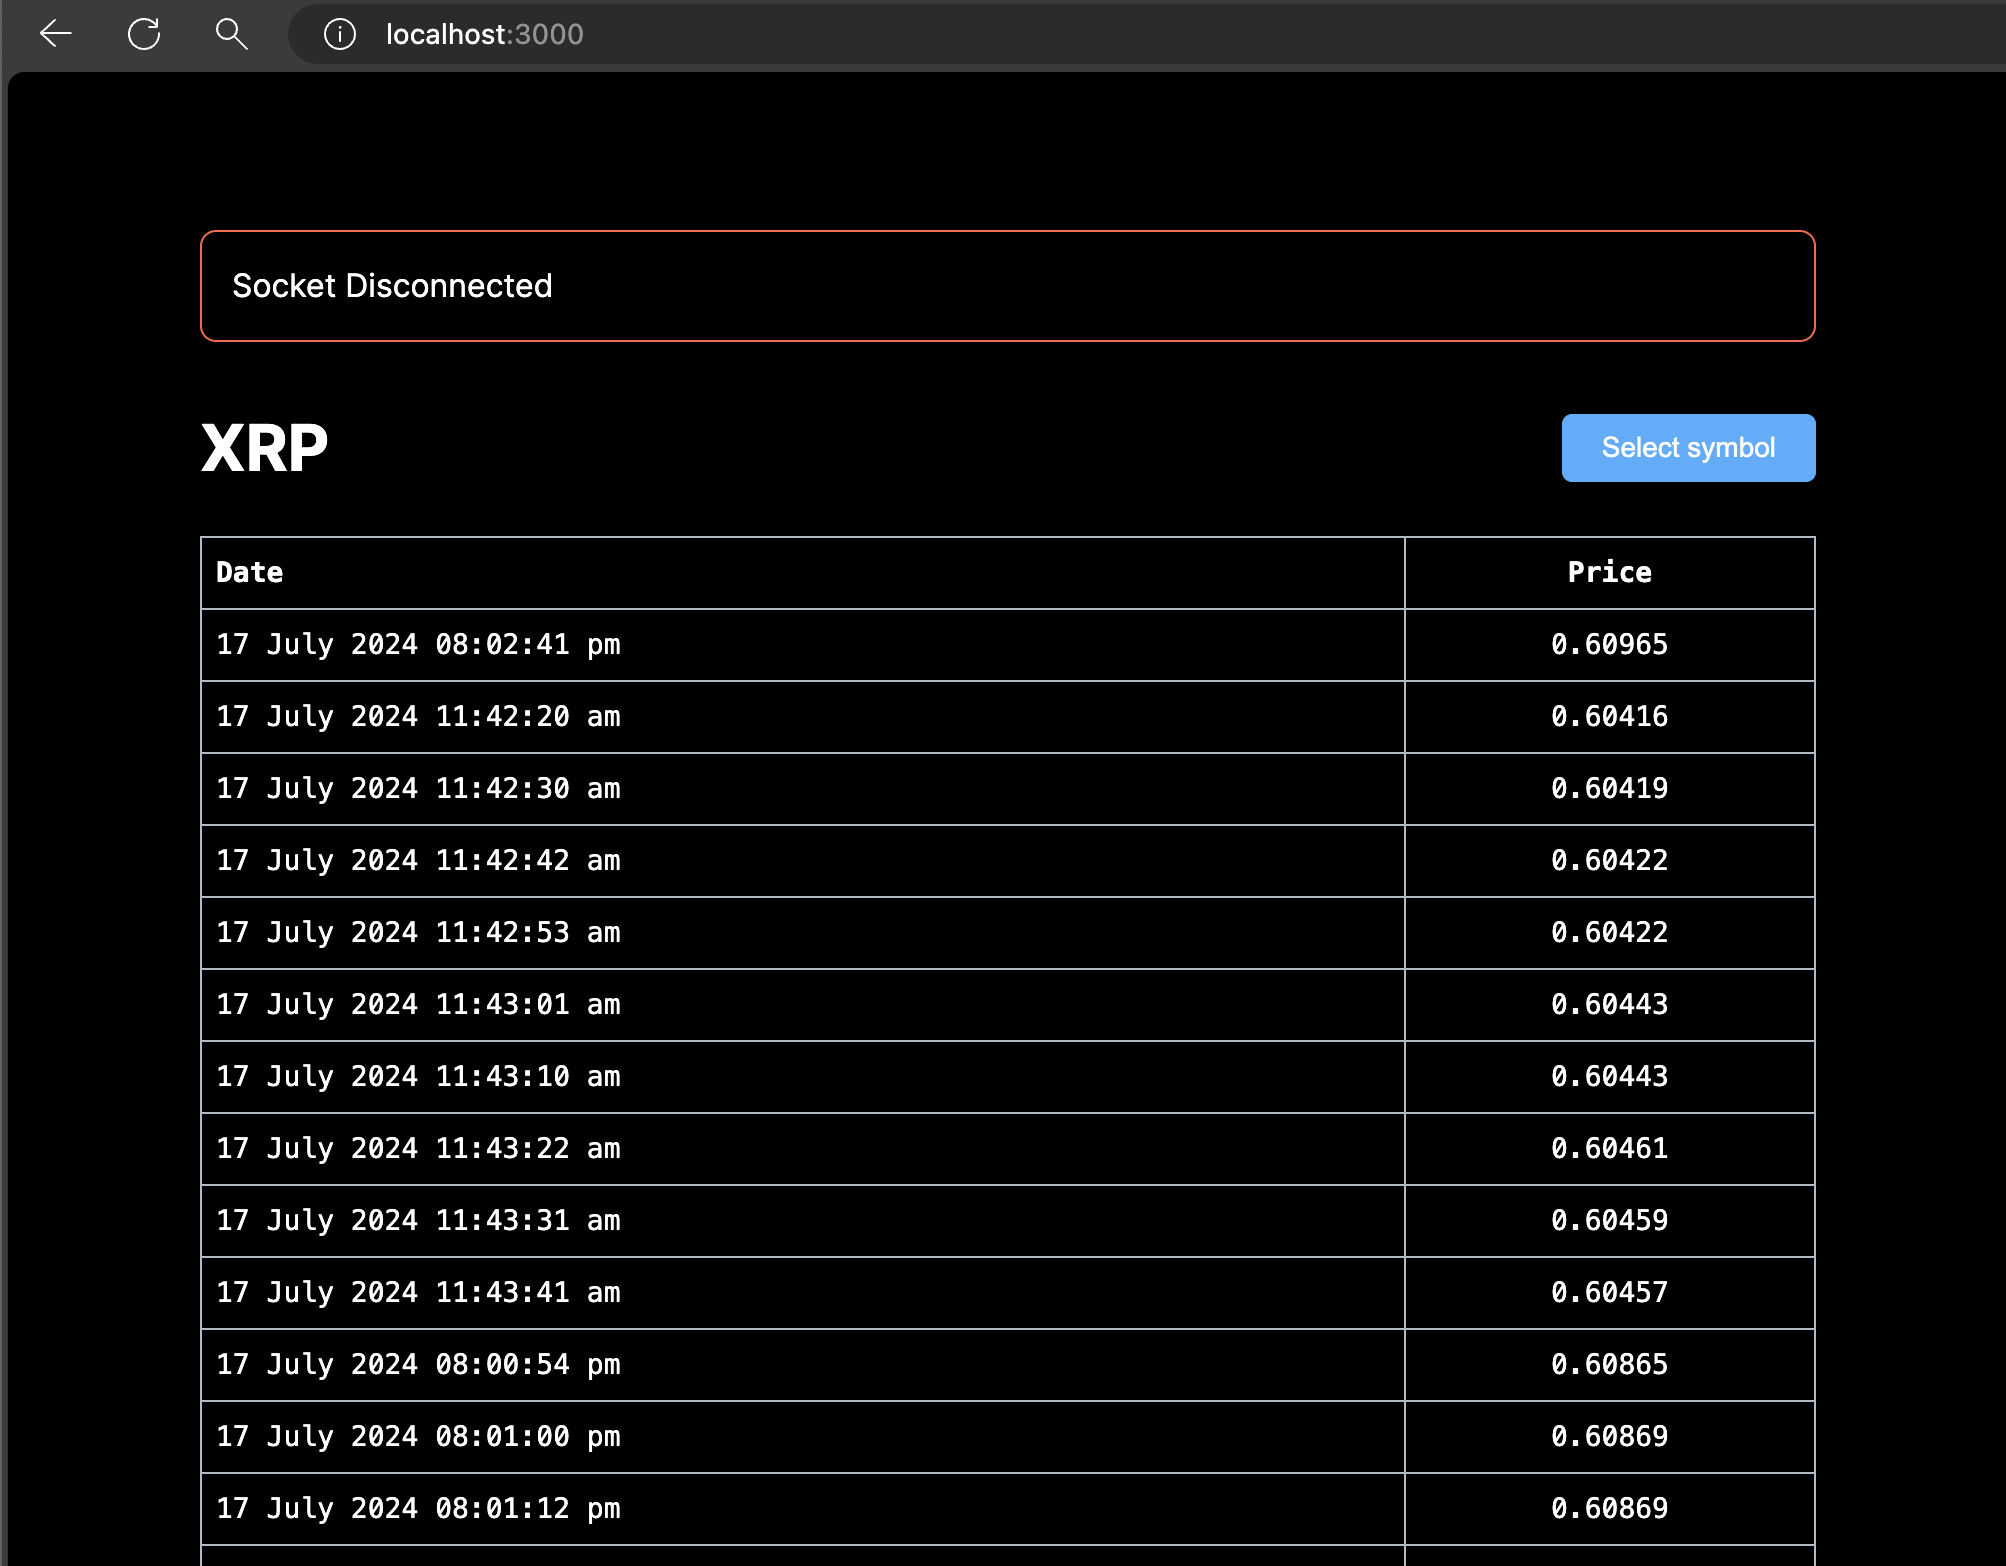 localhost:3000
Socket Disconnected
XRP
Select symbol
Date Price
17 July 2024 08:02:41 pm 0.60965
17 July 2024 11:42:20 am 0.60416
17 July 2024 11:42:30 am 0.60419
17 July 2024 11:42:42 am 0.60422
17 July 2024 11:42:53 am 0.60422
17 July 2024 11:43:01 am 0.60443
17 July 2024 11:43:10 am 0.60443
17 July 2024 11:43:22 am 0.60461
17 July 2024 11:43:31 am 0.60459
17 July 2024 11:43:41 am 0.60457
17 July 2024 08:00:54 pm 0.60865
17 July 2024 08:01:00 pm 0.60869
17 July 2024 08:01:12 pm 0.60869